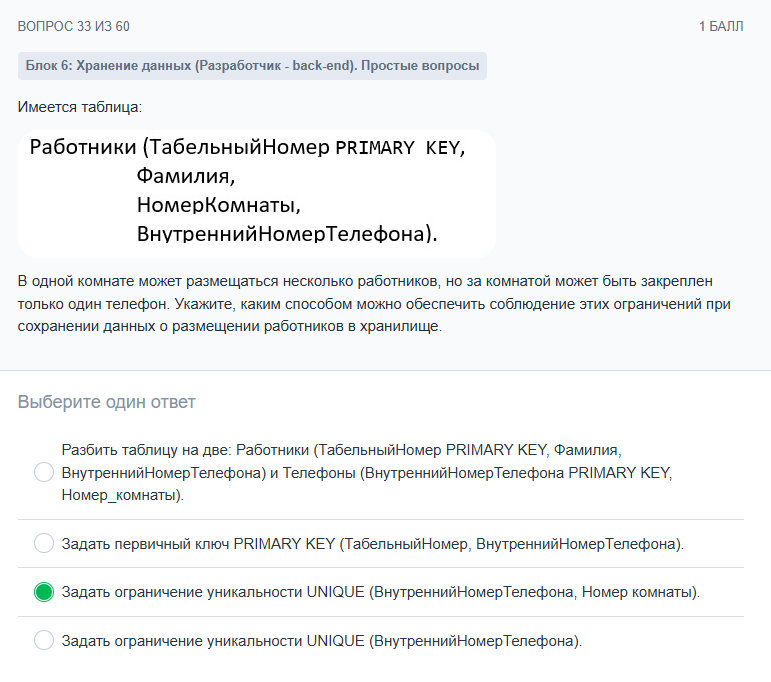 ВОПРОС 33 ИЗ 60
1 БАЛЛ
Блок 6: Хранение данных (Разработчик - back-end). Простые вопросы
Имеется таблица:
Работники (ТабельныйНомер PRIMARY KEY,
Фамилия,
НомерКомнаты,
ВнутреннийНомерТелефона).
В одной комнате может размещаться несколько работников, но за комнатой может быть закреплен
только один телефон. Укажите, каким способом можно обеспечить соблюдение этих ограничений при
сохранении данных о размещении работников в хранилище.
Выберите один ответ
Разбить таблицу на две: Работники (ТабельныйНомер PRIMARY KEY, Фамилия,
ВнутреннийНомерТелефона) и Телефоны (ВнутреннийНомерТелефона PRIMARY KEY,
Номер_комнаты).
Задать первичный ключ PRIMARY KEY (ТабельныйНомер, ВнутреннийНомерТелефона).
Задать ограничение уникальности UNIQUE (ВнутреннийНомерТелефона, Номер комнаты).
Задать ограничение уникальности UNIQUE (ВнутреннийНомерТелефона).